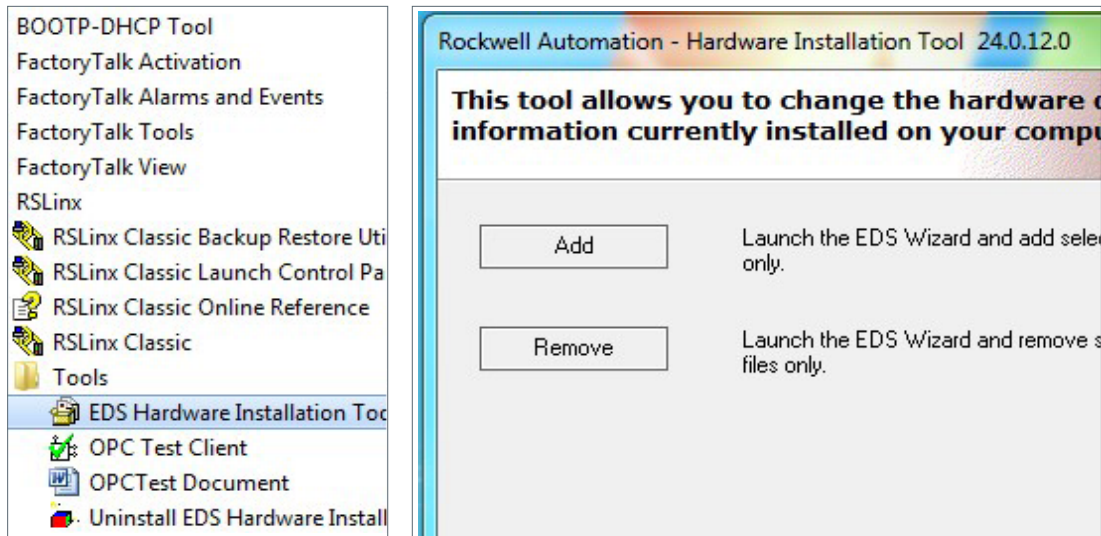 BOOTP-DHCP Tool
FactoryTalk Activation
FactoryTalk Alarms and Events
FactoryTalk Tools
FactoryTalk View
RSLinx
RSLinx Classic Backup Restore Uti
RSLinx Classic Launch Control Pa
RSLinx Classic Online Reference
RSLinx Classic
Tools
EDS Hardware Installation Too
OPC Test Client
OPCTest Document
Uninstall EDS Hardware Install
Rockwell Automation - Hardware Installation Tool 24.0.12.0
This tool allows you to change the hardware
information currently installed on your compu
Add
Launch the EDS Wizard and add selec
only.
Remove
Launch the EDS Wizard and remove s
files only.